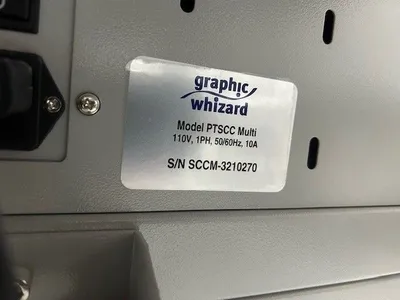 graphic
whizard
Model PTSCC Multi
110V, 1PH, 50/60Hz, 10A
S/N SCCM-3210270